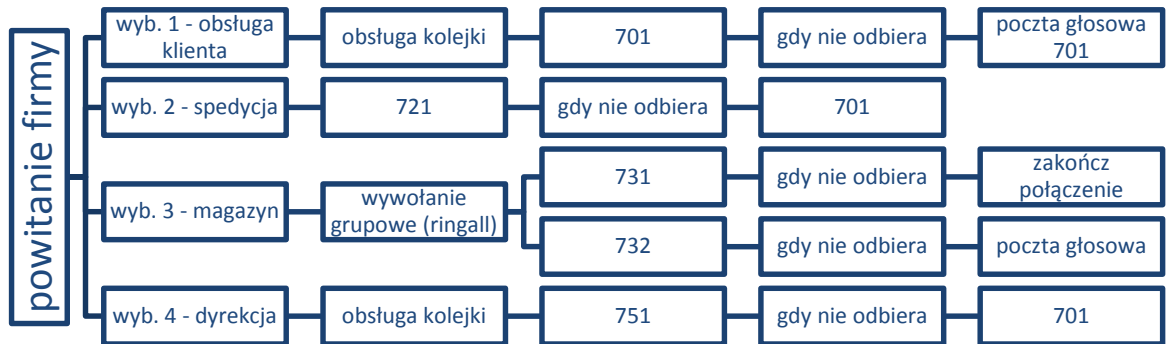 powitanie firmy
wyb. 1 - obsługa
klienta
obsługa kolejki
701
gdy nie odbiera
poczta głosowa
701
wyb. 2 - spedycja
721
gdy nie odbiera
701
wyb. 3 - magazyn
wywołanie
grupowe (ringall)
731
gdy nie odbiera
zakończ
połączenie
732
gdy nie odbiera
poczta głosowa
wyb. 4 - dyrekcja
obsługa kolejki
751
gdy nie odbiera
701